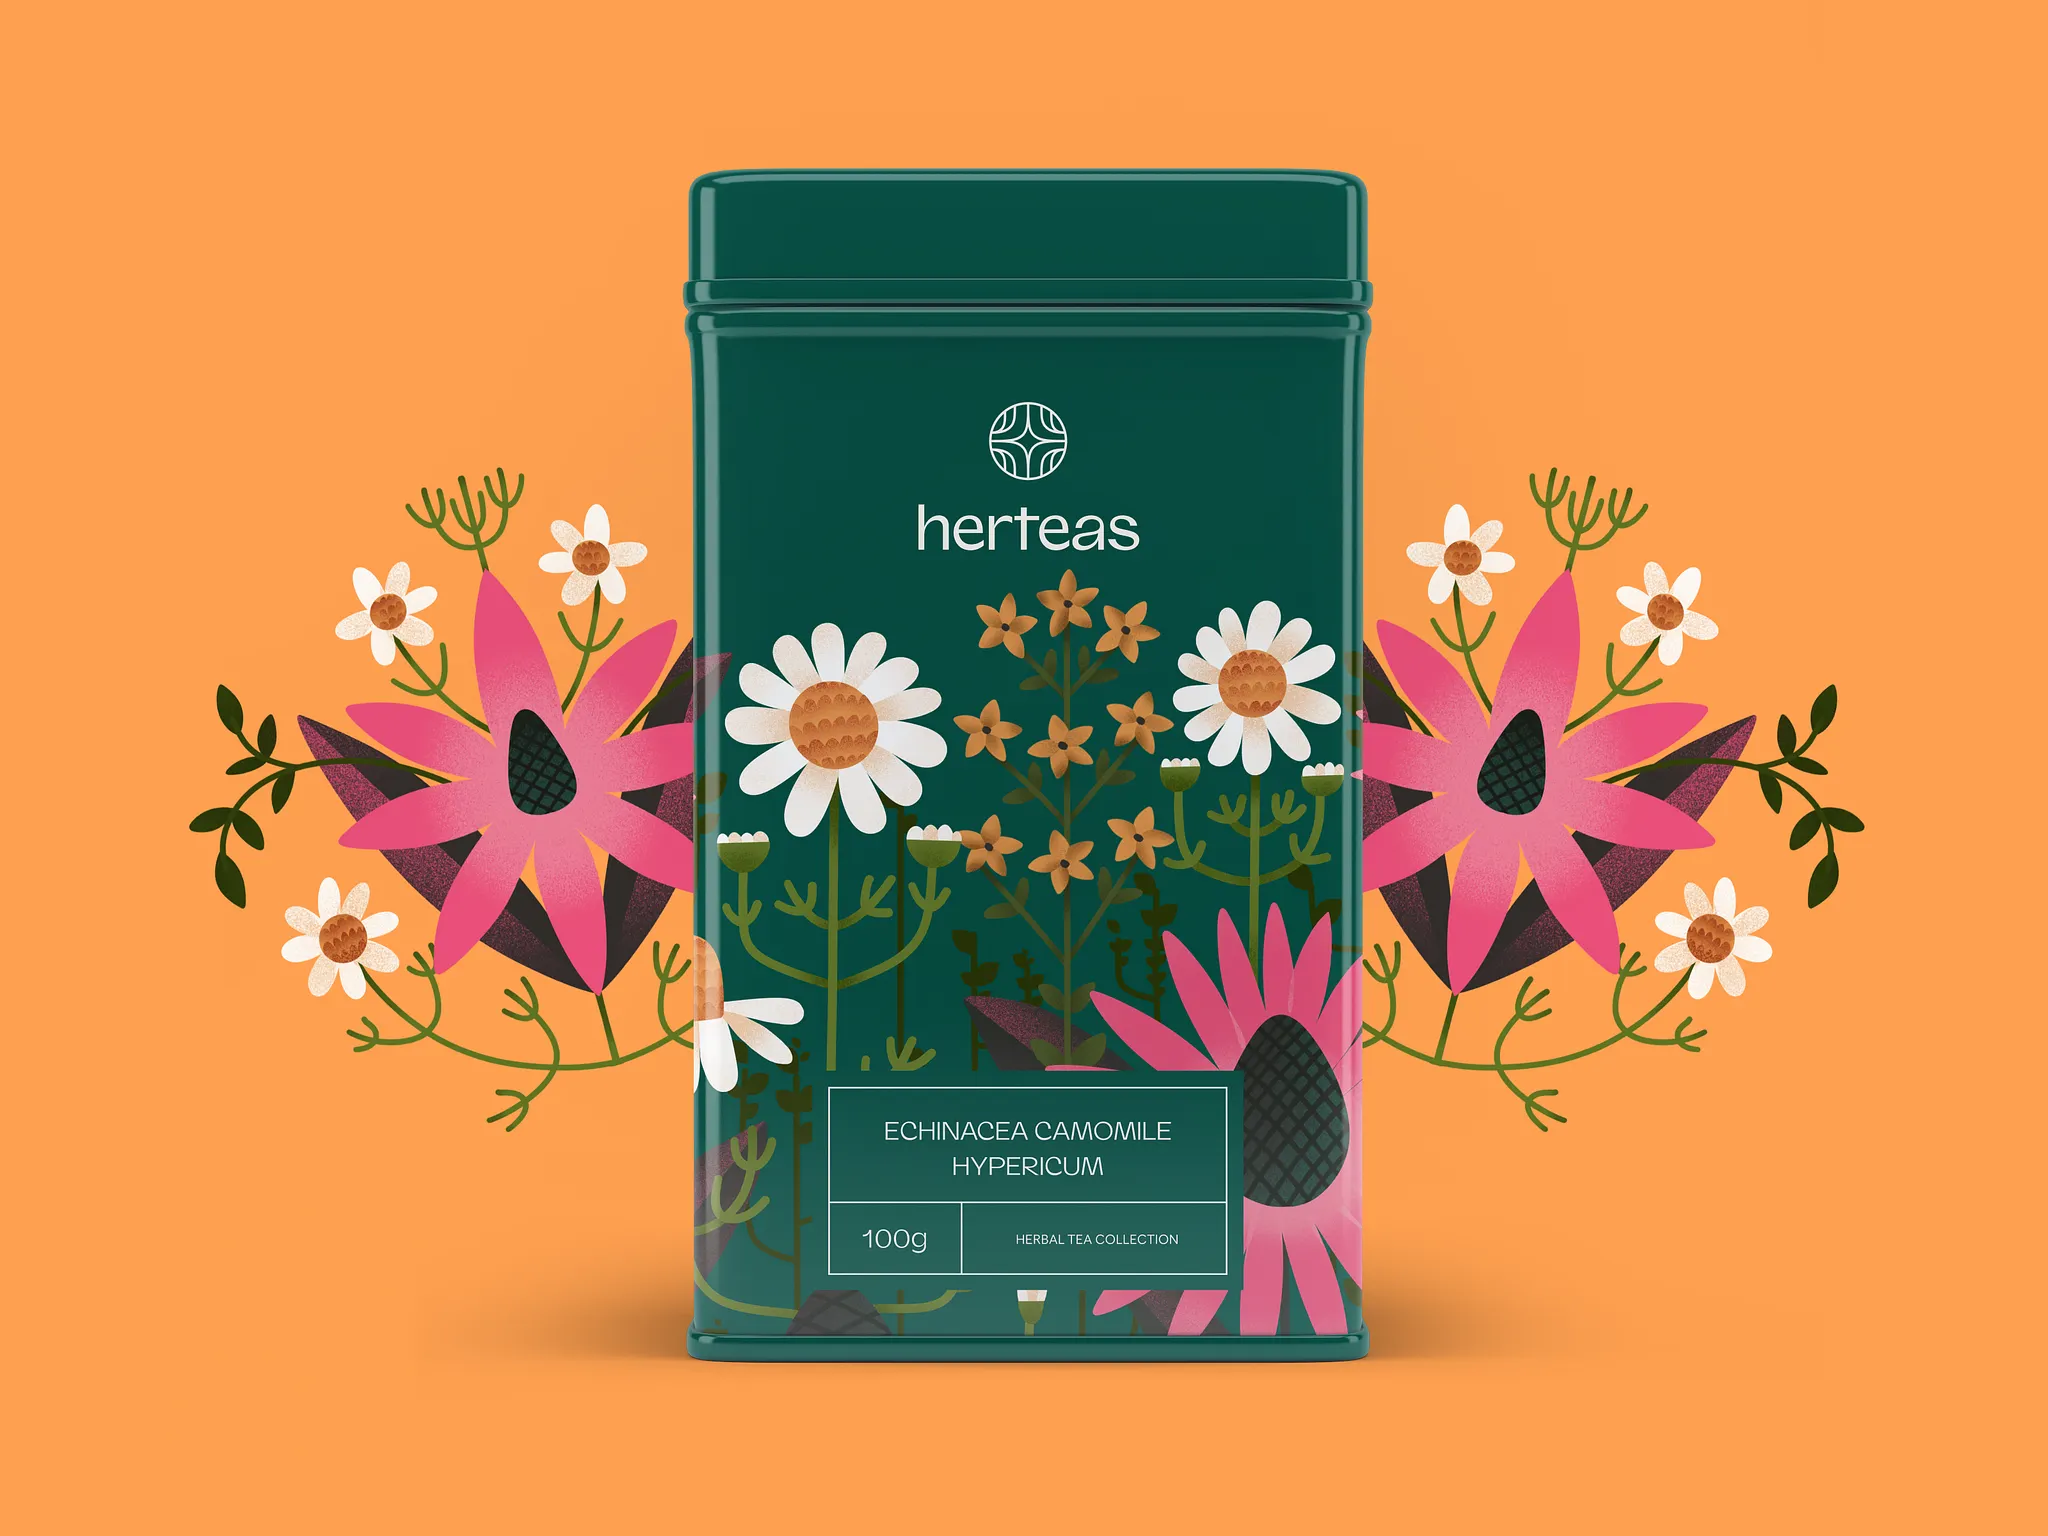 herteas
ECHINACEA CAMOMILE
HYPERICUM
100g
HERBAL TEA COLLECTION